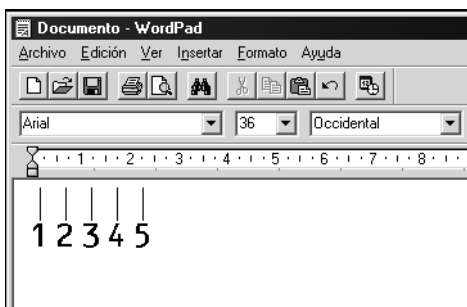 Documento - WordPad
Archivo Edición Ver Insertar Formato Ayuda
Arial 36 Occidental
1 2 3 4 5 6 7 8
1 2 3 4 5